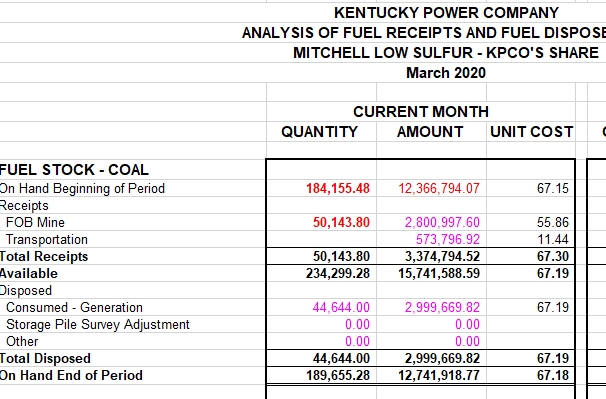 KENTUCKY POWER COMPANY
ANALYSIS OF FUEL RECEIPTS AND FUEL DISPOSE
MITCHELL LOW SULFUR - KPCO'S SHARE
March 2020
CURRENT MONTH
QUANTITY AMOUNT UNIT COST
FUEL STOCK - COAL
On Hand Beginning of Period 184,155.48 12,366,794.07 67.15
Receipts
FOB Mine 50,143.80 2,800,997.60 55.86
Transportation 573,796.92 11.44
Total Receipts 50,143.80 3,374,794.52 67.30
Available 234,299.28 15,741,588.59 67.19
Disposed
Consumed - Generation 44,644.00 2,999,669.82 67.19
Storage Pile Survey Adjustment 0.00 0.00
Other 0.00 0.00
Total Disposed 44,644.00 2,999,669.82 67.19
On Hand End of Period 189,655.28 12,741,918.77 67.18